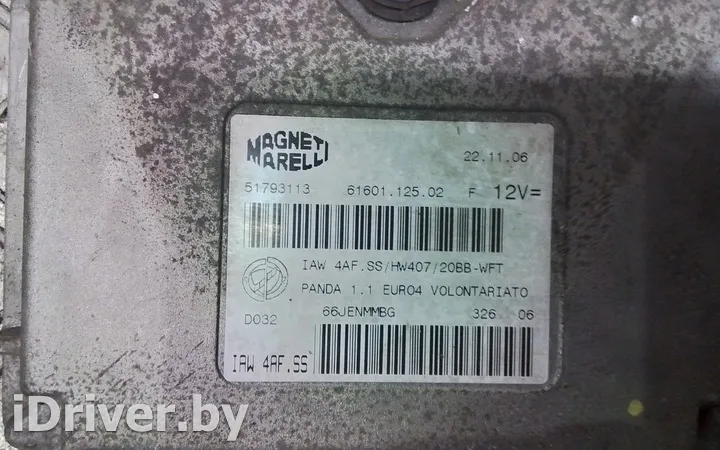 MAGNETI
MARELLI
22.11.06
51793113 61601.125.02 F 12V=
IAW 4AF.SS/HW407/20BB-WFT
PANDA 1.1 EURO4 VOLONTARIATO
D032 66JENMMBG 326 06
IAW 4AF.SS
iDriver.by